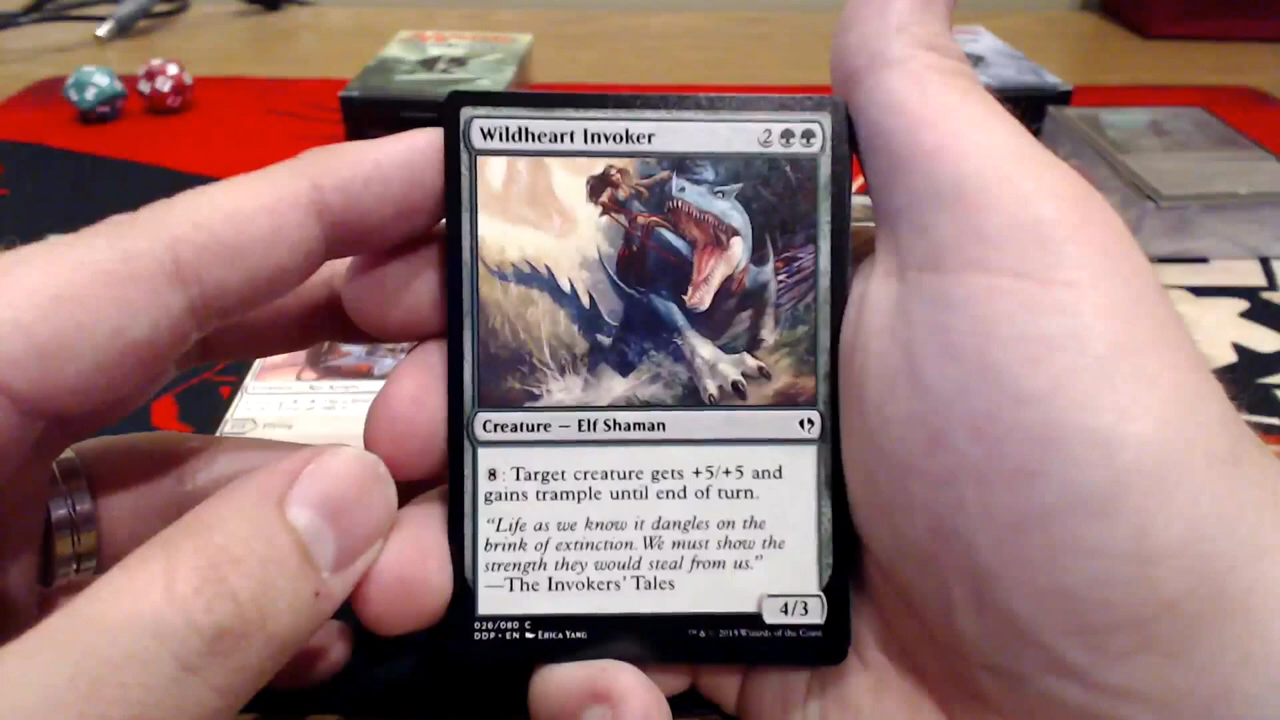 Wildheart Invoker 2
Creature — Elf Shaman
8: Target creature gets +5/+5 and
gains trample until end of turn.
"Life as we know it dangles on the
brink of extinction. We must show the
strength they would steal from us."
—The Invokers' Tales
4/3
026/080 C
DDP • EN Erica Yang
™ & © 2015 Wizards of the Coast
Flying